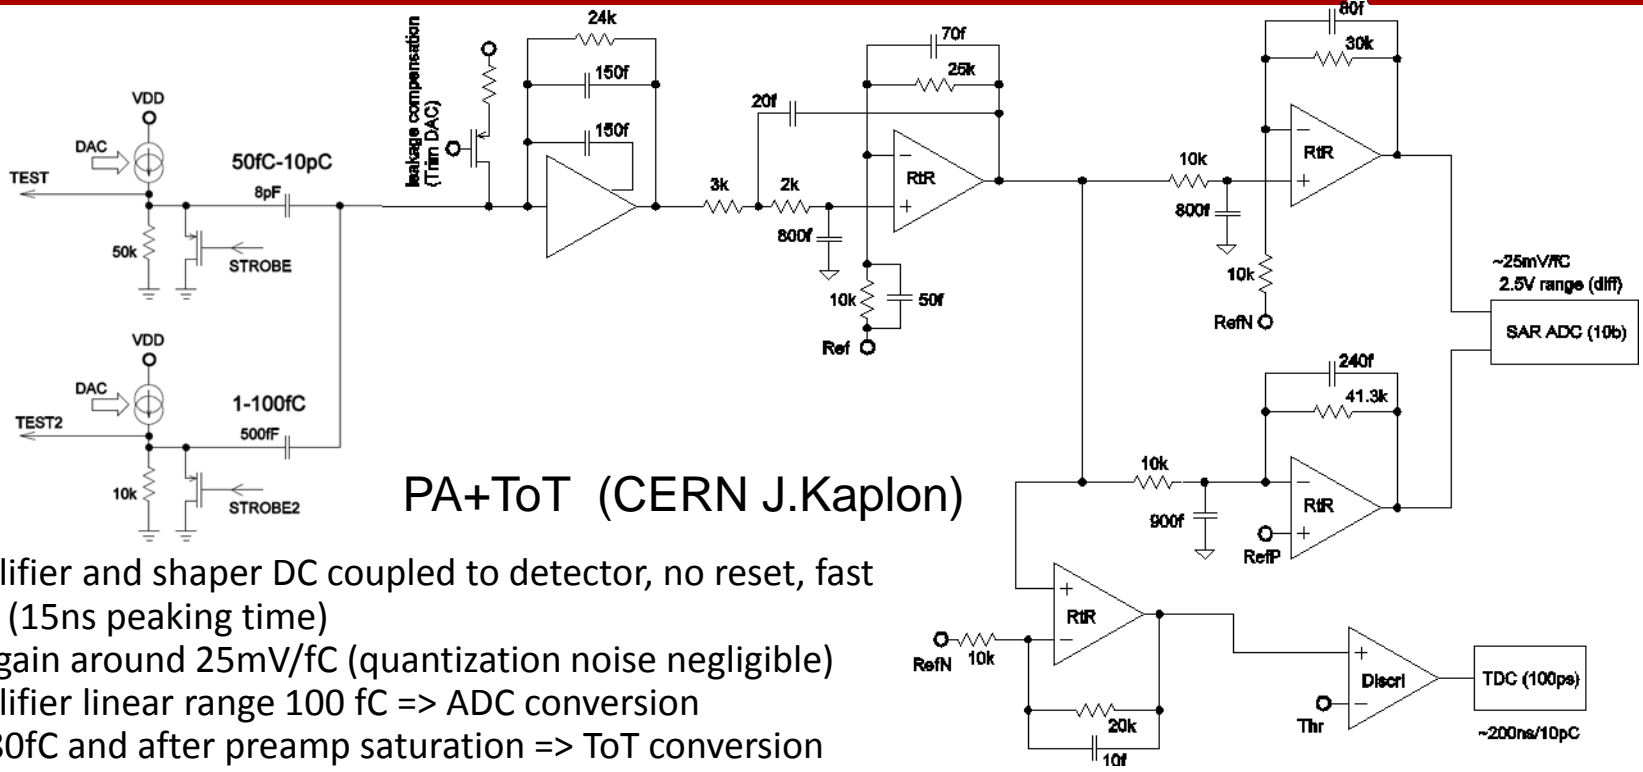 24k
150f
150f
leakage compensation
(Trim DAC)
VDD
DAC
TEST
50fC-10pC
8pF
50k
STROBE
VDD
DAC
TEST2
1-100fC
500fF
10k
STROBE2
3k
2k
20f
800f
70f
25k
RtR
10k
50f
Ref
80f
30k
10k
RtR
800f
10k
RefN
~25mV/fC
2.5V range (diff)
SAR ADC (10b)
240f
41.3k
10k
RtR
900f
RefP
RtR
RefN
10k
20k
10f
Discri
Thr
TDC (100ps)
~200ns/10pC
PA+ToT (CERN J.Kaplon)
lifier and shaper DC coupled to detector, no reset, fast
(15ns peaking time)
gain around 25mV/fC (quantization noise negligible)
lifier linear range 100 fC => ADC conversion
80fC and after preamp saturation => ToT conversion